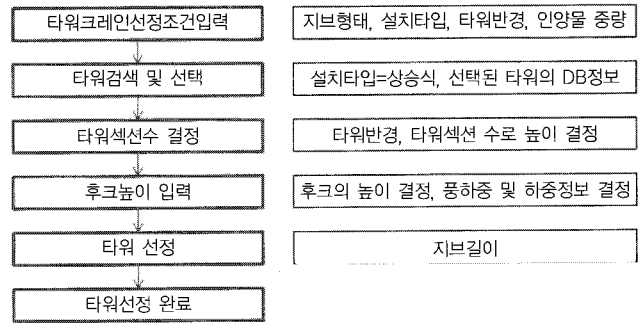 타워크레인선정조건입력
지브형태, 설치타입, 타워반경, 인양물 중량
타워검색 및 선택
설치타입=상승식, 선택된 타워의 DB정보
타워섹션수 결정
타워반경, 타워섹션 수로 높이 결정
후크높이 입력
후크의 높이 결정, 풍하중 및 하중정보 결정
타워 선정
지브길이
타워선정 완료